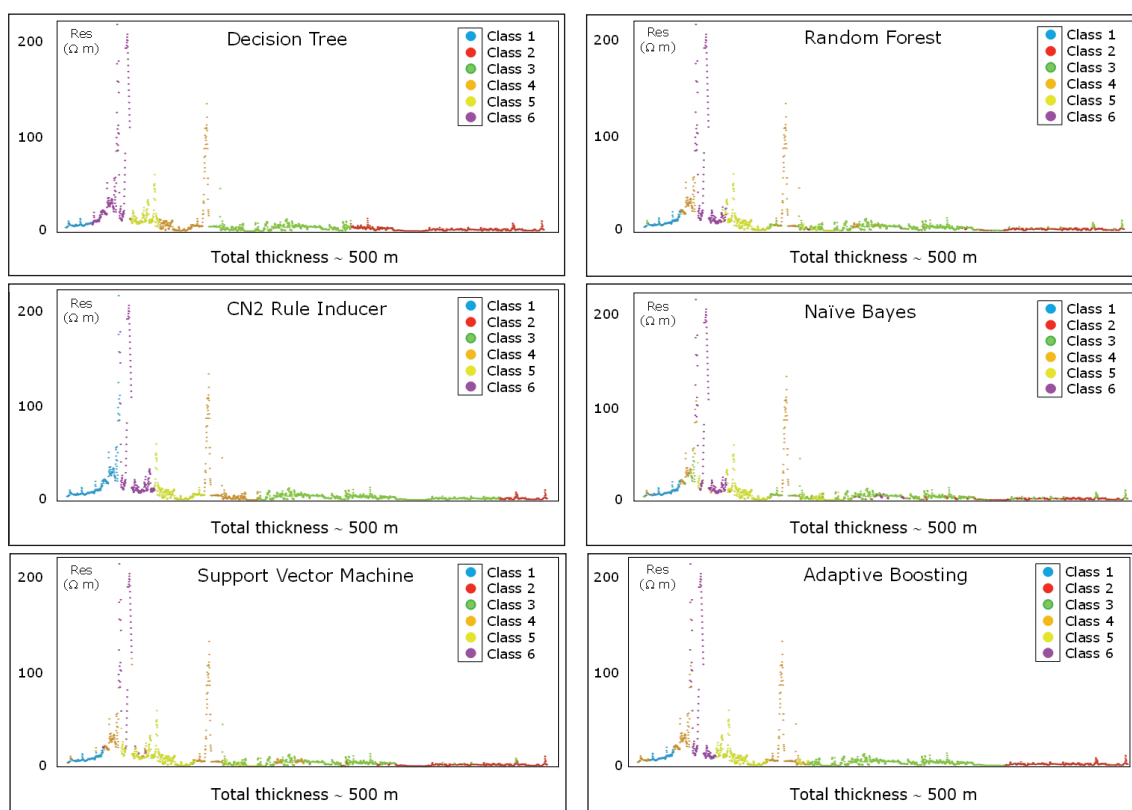 Res
(Ω m)
Decision Tree
200
100
0
Class 1
Class 2
Class 3
Class 4
Class 5
Class 6
Total thickness ~ 500 m
Res
(Ω m)
Random Forest
200
100
0
Class 1
Class 2
Class 3
Class 4
Class 5
Class 6
Total thickness ~ 500 m
Res
(Ω m)
CN2 Rule Inducer
200
100
0
Class 1
Class 2
Class 3
Class 4
Class 5
Class 6
Total thickness ~ 500 m
Res
(Ω m)
Naïve Bayes
200
100
0
Class 1
Class 2
Class 3
Class 4
Class 5
Class 6
Total thickness ~ 500 m
Res
(Ω m)
Support Vector Machine
200
100
0
Class 1
Class 2
Class 3
Class 4
Class 5
Class 6
Total thickness ~ 500 m
Res
(Ω m)
Adaptive Boosting
200
100
0
Class 1
Class 2
Class 3
Class 4
Class 5
Class 6
Total thickness ~ 500 m